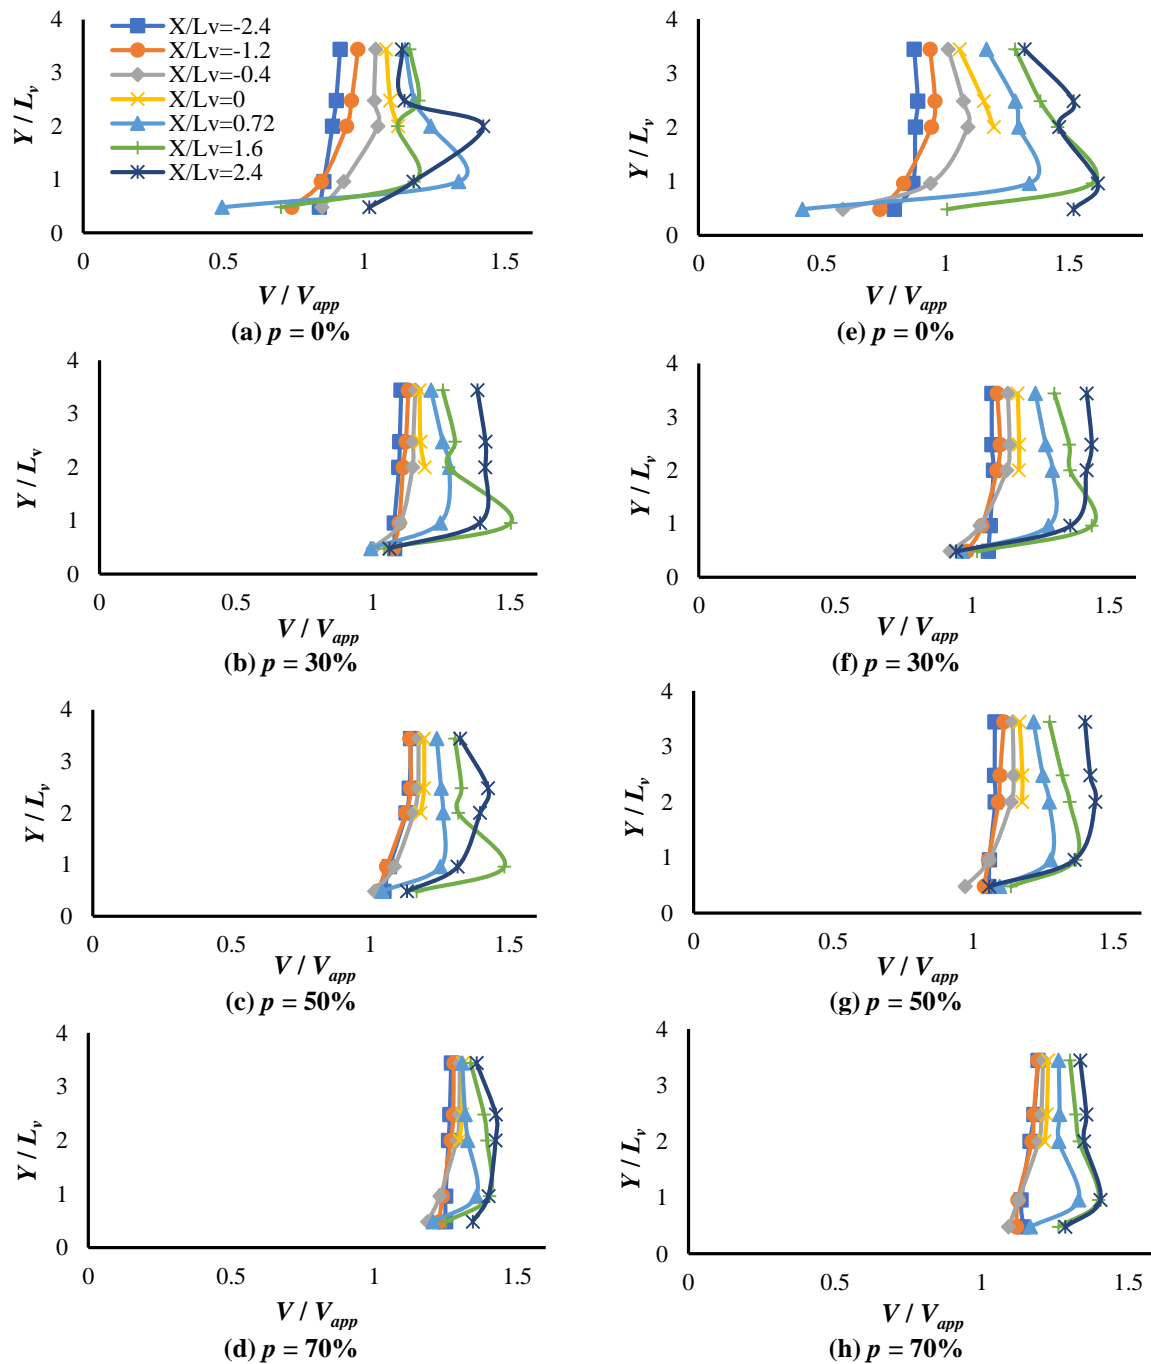 4
3
2
1
0
Y / Lv
X/Lv=-2.4
X/Lv=-1.2
X/Lv=-0.4
X/Lv=0
X/Lv=0.72
X/Lv=1.6
X/Lv=2.4
0 0.5 1 1.5
V / Vapp
(a) p = 0%
4
3
2
1
0
Y / Lv
0 0.5 1 1.5
V / Vapp
(e) p = 0%
4
3
2
1
0
Y / Lv
0 0.5 1 1.5
V / Vapp
(b) p = 30%
4
3
2
1
0
Y / Lv
0 0.5 1 1.5
V / Vapp
(f) p = 30%
4
3
2
1
0
Y / Lv
0 0.5 1 1.5
V / Vapp
(c) p = 50%
4
3
2
1
0
Y / Lv
0 0.5 1 1.5
V / Vapp
(g) p = 50%
4
3
2
1
0
Y / Lv
0 0.5 1 1.5
V / Vapp
(d) p = 70%
4
3
2
1
0
Y / Lv
0 0.5 1 1.5
V / Vapp
(h) p = 70%